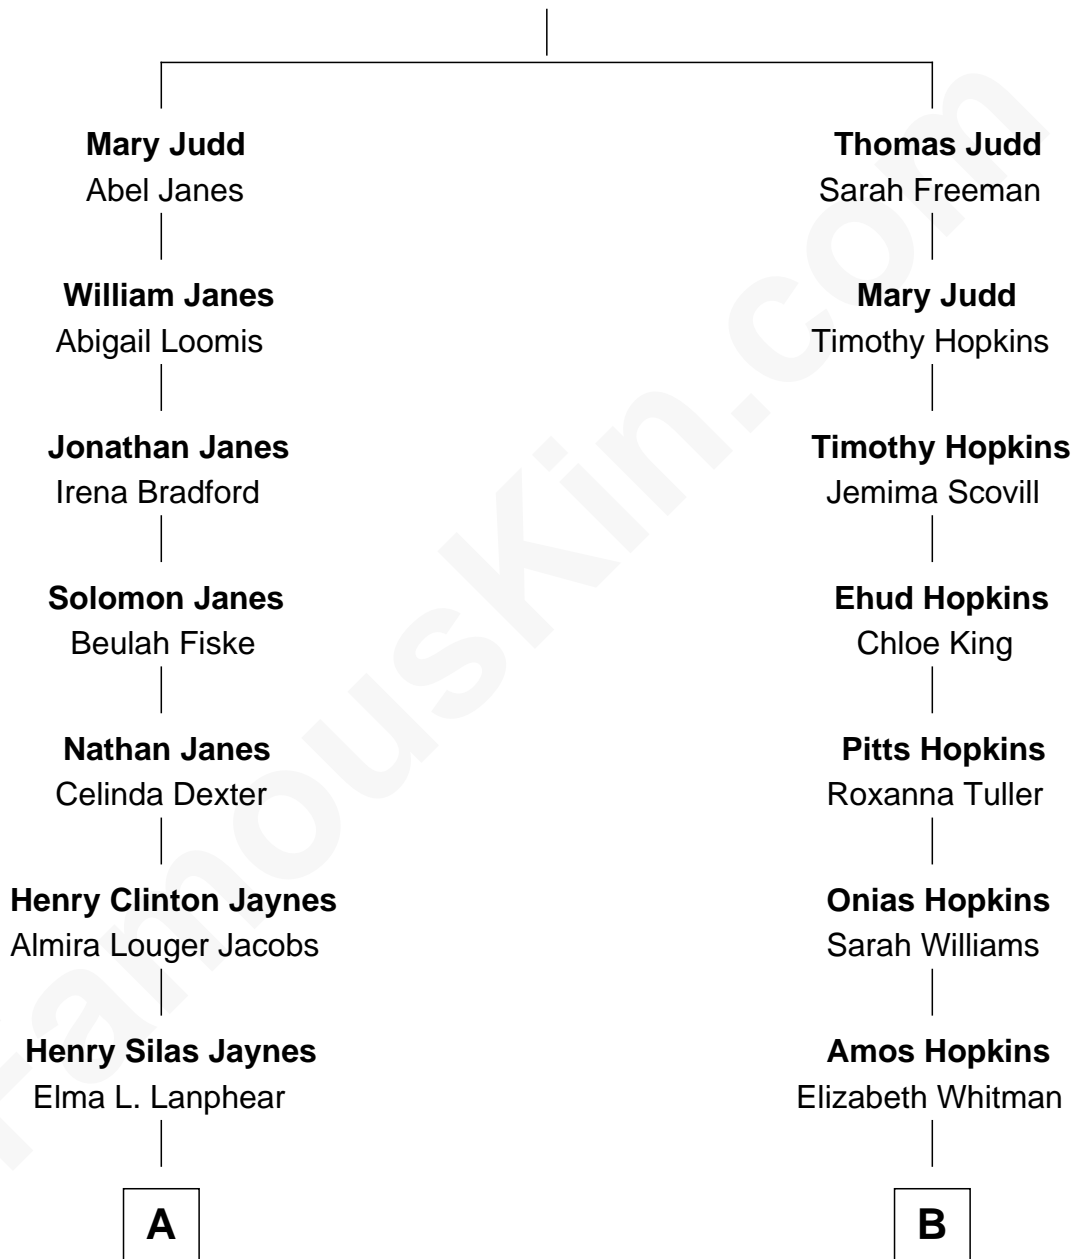 Mary Judd
Abel Janes
William Janes
Abigail Loomis
Jonathan Janes
Irena Bradford
Solomon Janes
Beulah Fiske
Nathan Janes
Celinda Dexter
Henry Clinton Jaynes
Almira Louger Jacobs
Henry Silas Jaynes
Elma L. Lanphear
A
Thomas Judd
Sarah Freeman
Mary Judd
Timothy Hopkins
Timothy Hopkins
Jemima Scovill
Ehud Hopkins
Chloe King
Pitts Hopkins
Roxanna Tuller
Onias Hopkins
Sarah Williams
Amos Hopkins
Elizabeth Whitman
B
FamousKin.com